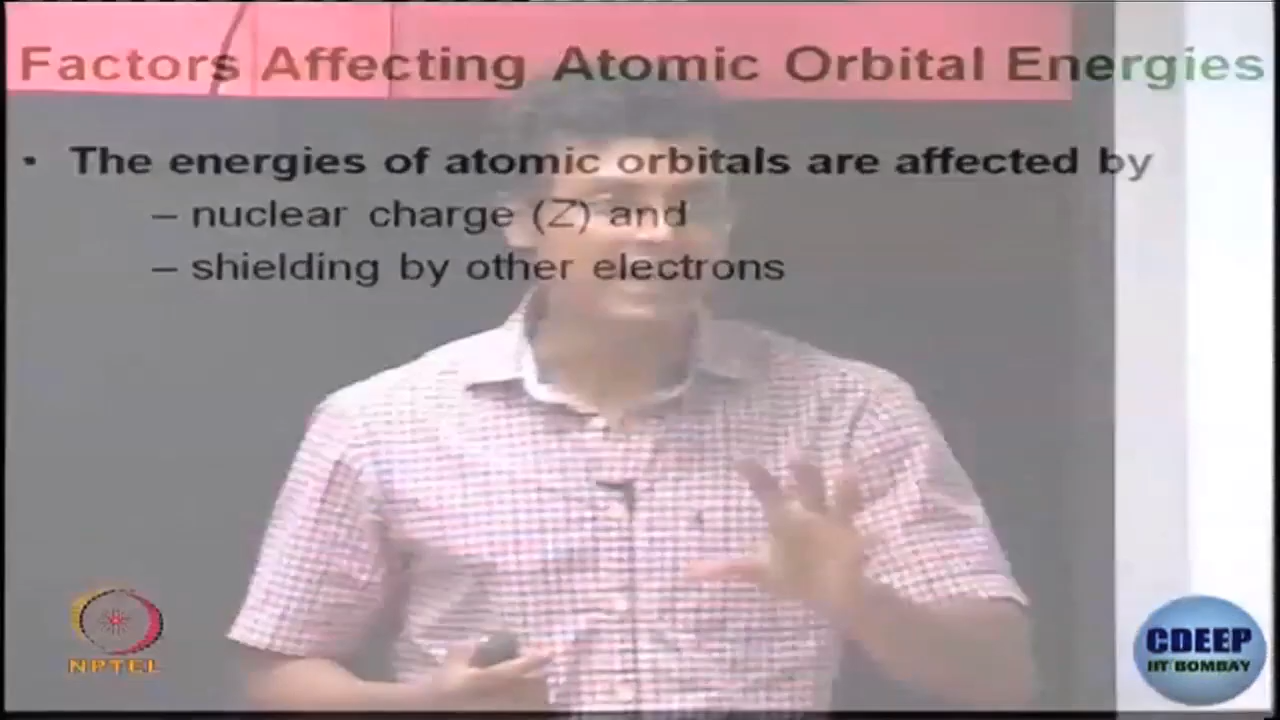 Factors Affecting Atomic Orbital Energies
• The energies of atomic orbitals are affected by
– nuclear charge (Z) and
– shielding by other electrons
NPTEL
CDEEP
IIT BOMBAY